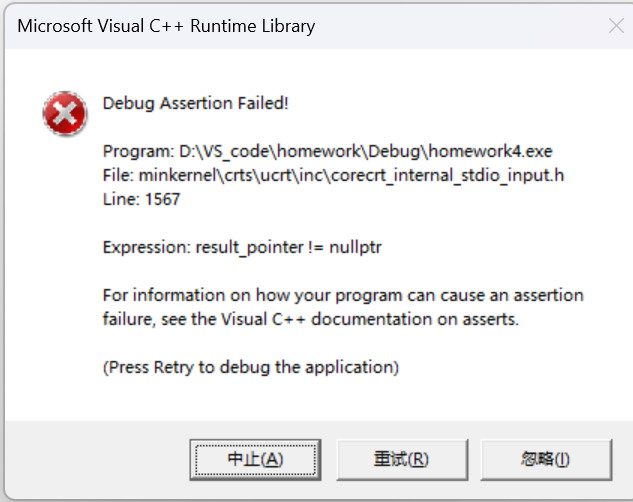 Microsoft Visual C++ Runtime Library
Debug Assertion Failed!
Program: D:\VS_code\homework\Debug\homework4.exe
File: minkernel\crts\ucrt\inc\corecrt_internal_stdio_input.h
Line: 1567
Expression: result_pointer != nullptr
For information on how your program can cause an assertion
failure, see the Visual C++ documentation on asserts.
(Press Retry to debug the application)
中止(A) 重试(R) 忽略(I)